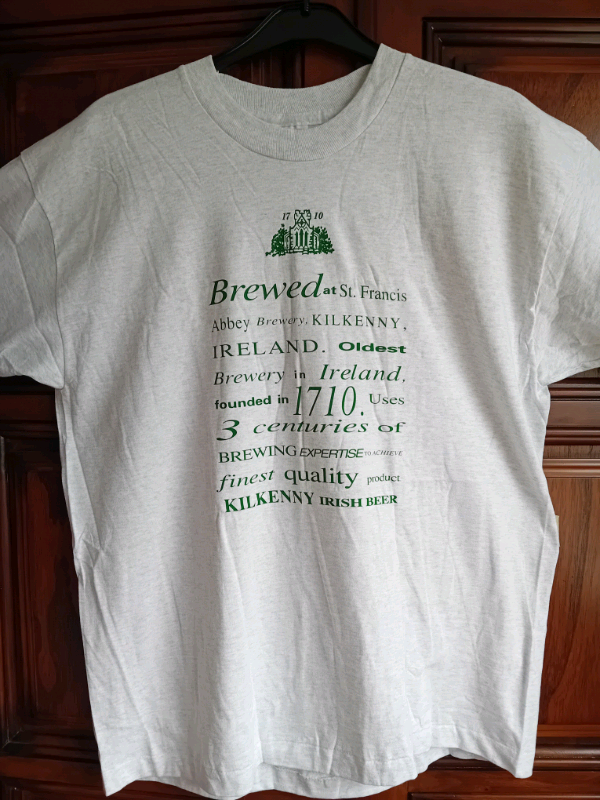 17 10
Brewed at St. Francis
Abbey Brewery, KILKENNY,
IRELAND. Oldest
Brewery in Ireland,
founded in 1710. Uses
3 centuries of
BREWING EXPERTISE TO ACHIEVE
finest quality product
KILKENNY IRISH BEER